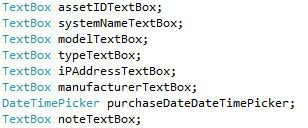 TextBox assetIDTextBox;
TextBox systemNameTextBox;
TextBox modelTextBox;
TextBox typeTextBox;
TextBox iPAddressTextBox;
TextBox manufacturerTextBox;
DateTimePicker purchaseDateDateTimePicker;
TextBox noteTextBox;